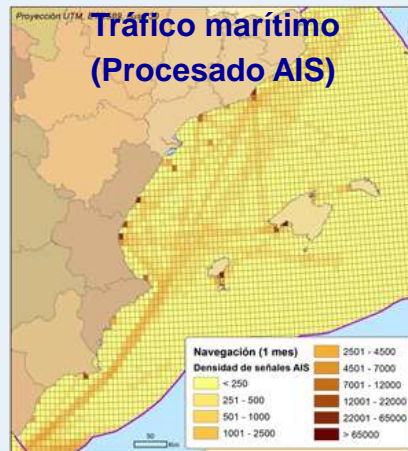 Proyección UTM, E
Tráfico marítimo
(Procesado AIS)
Navegación (1 mes)
Densidad de señales AIS
< 250
251 - 500
501 - 1000
1001 - 2500
2501 - 4500
4501 - 7000
7001 - 12000
12001 - 22000
22001 - 65000
> 65000
50
Km